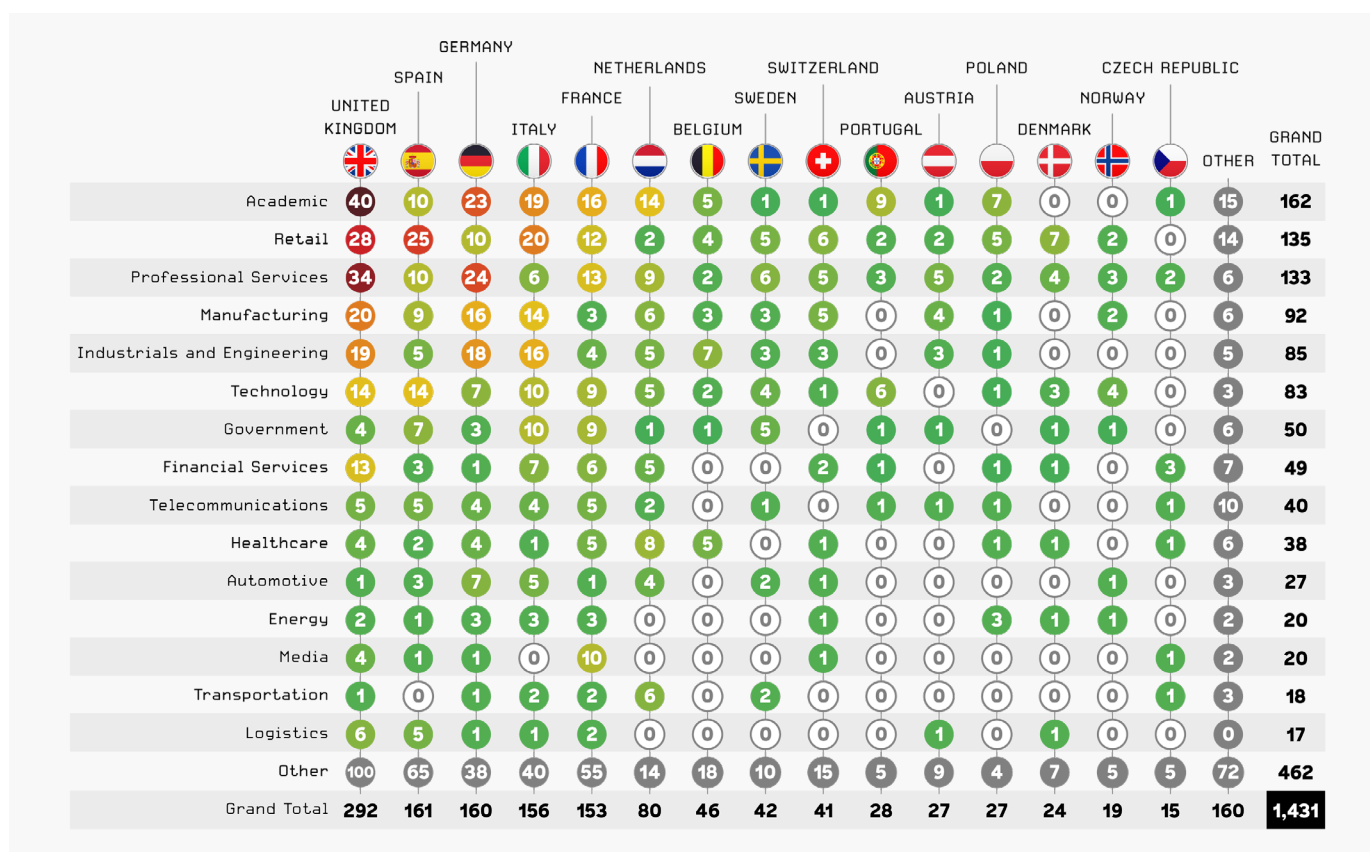 GERMANY
NETHERLANDS SWITZERLAND POLAND CZECH REPUBLIC
SPAIN
FRANCE SWEDEN AUSTRIA NORWAY
UNITED KINGDOM ITALY BELGIUM PORTUGAL DENMARK OTHER GRAND TOTAL
Academic 40 10 23 19 16 14 5 1 1 9 1 7 0 0 1 15 162
Retail 28 25 10 20 12 2 4 5 6 2 2 5 7 2 0 14 135
Professional Services 34 10 24 6 13 9 2 6 5 3 5 2 4 3 2 6 133
Manufacturing 20 9 16 14 3 6 3 3 5 0 4 1 0 2 0 6 92
Industrials and Engineering 19 5 18 16 4 5 7 3 3 0 3 1 0 0 0 5 85
Technology 14 14 7 10 9 5 2 4 1 6 0 1 3 4 0 3 83
Government 4 7 3 10 9 1 1 5 0 1 1 0 1 1 0 6 50
Financial Services 13 3 1 7 6 5 0 0 2 1 0 1 1 0 3 7 49
Telecommunications 5 5 4 4 5 2 0 1 0 1 1 1 0 0 1 10 40
Healthcare 4 2 4 1 5 8 5 0 1 0 0 1 1 0 1 6 38
Automotive 1 3 7 5 1 4 0 2 1 0 0 0 0 1 0 3 27
Energy 2 1 3 3 3 0 0 0 1 0 0 3 1 1 0 2 20
Media 4 1 1 0 10 0 0 0 1 0 0 0 0 0 1 2 20
Transportation 1 0 1 2 2 6 0 2 0 0 0 0 0 0 1 3 18
Logistics 6 5 1 1 2 0 0 0 0 0 1 0 1 0 0 0 17
Other 100 65 38 40 55 14 18 10 15 5 9 4 7 5 5 72 462
Grand Total 292 161 160 156 153 80 46 42 41 28 27 27 24 19 15 160 1,431